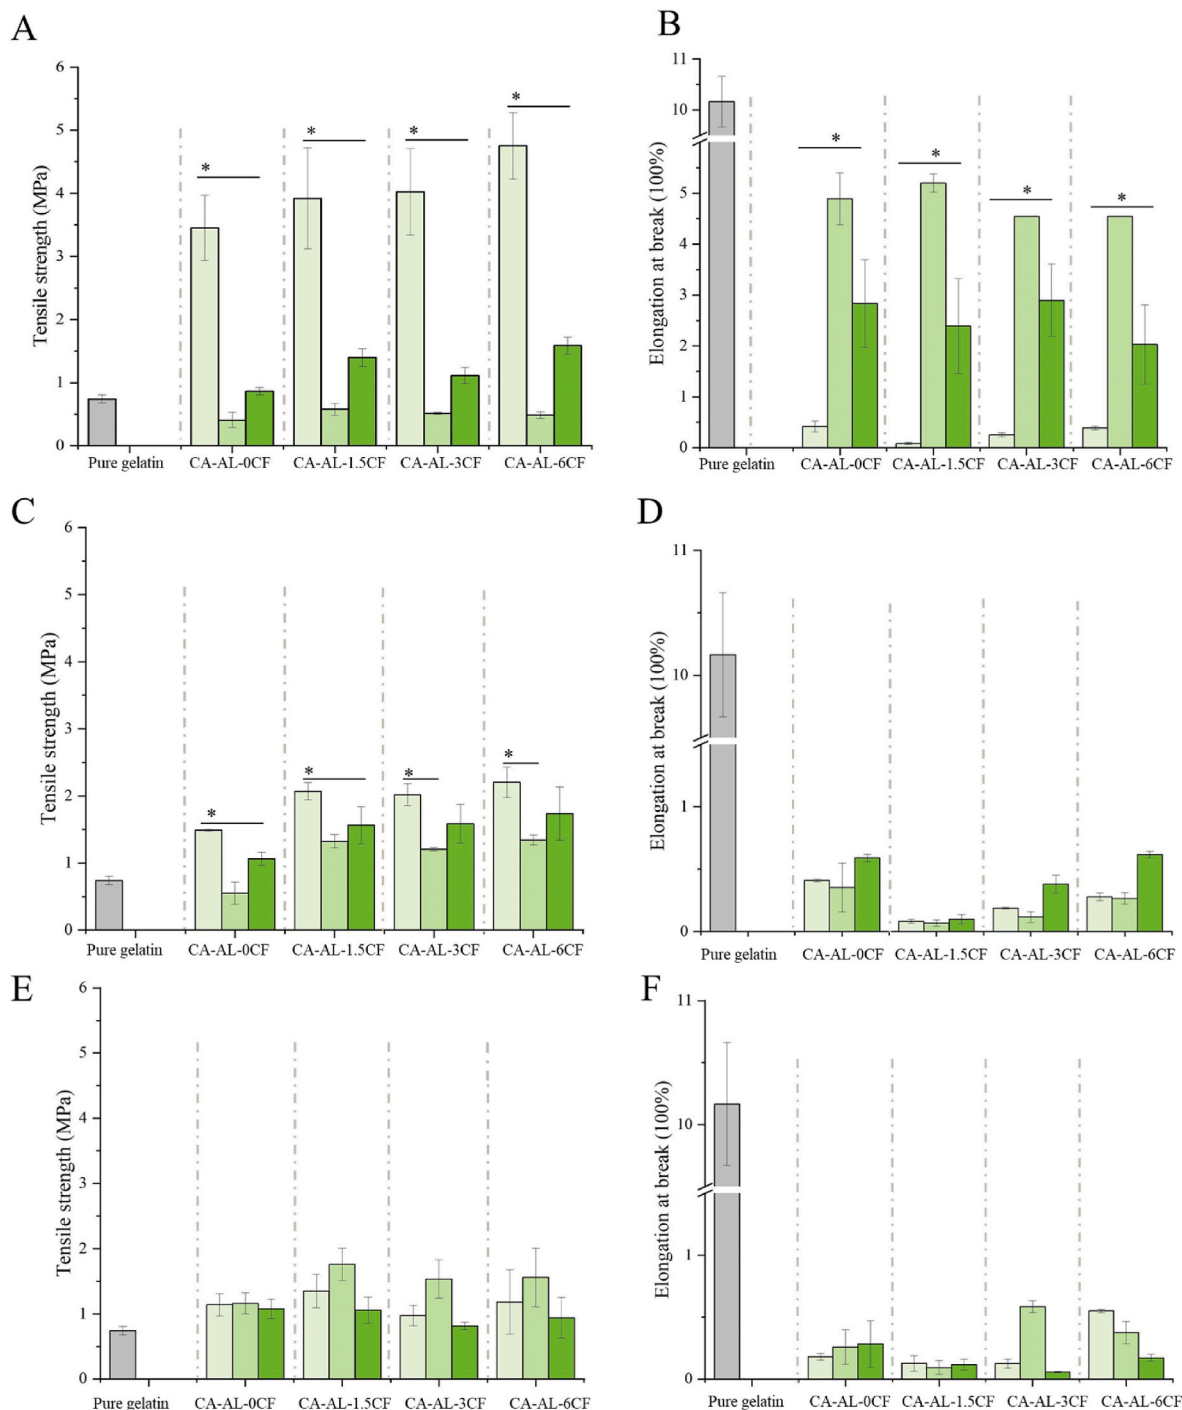 A
Tensile strength (MPa)
6
5
4
3
2
1
0
*
*
*
*
Pure gelatin CA-AL-0CF CA-AL-1.5CF CA-AL-3CF CA-AL-6CF
B
Elongation at break (100%)
11
10
5
4
3
2
1
0
*
*
*
*
Pure gelatin CA-AL-0CF CA-AL-1.5CF CA-AL-3CF CA-AL-6CF
C
Tensile strength (MPa)
6
5
4
3
2
1
0
*
*
*
*
Pure gelatin CA-AL-0CF CA-AL-1.5CF CA-AL-3CF CA-AL-6CF
D
Elongation at break (100%)
11
10
1
0
Pure gelatin CA-AL-0CF CA-AL-1.5CF CA-AL-3CF CA-AL-6CF
E
Tensile strength (MPa)
6
5
4
3
2
1
0
Pure gelatin CA-AL-0CF CA-AL-1.5CF CA-AL-3CF CA-AL-6CF
F
Elongation at break (100%)
11
10
1
0
Pure gelatin CA-AL-0CF CA-AL-1.5CF CA-AL-3CF CA-AL-6CF